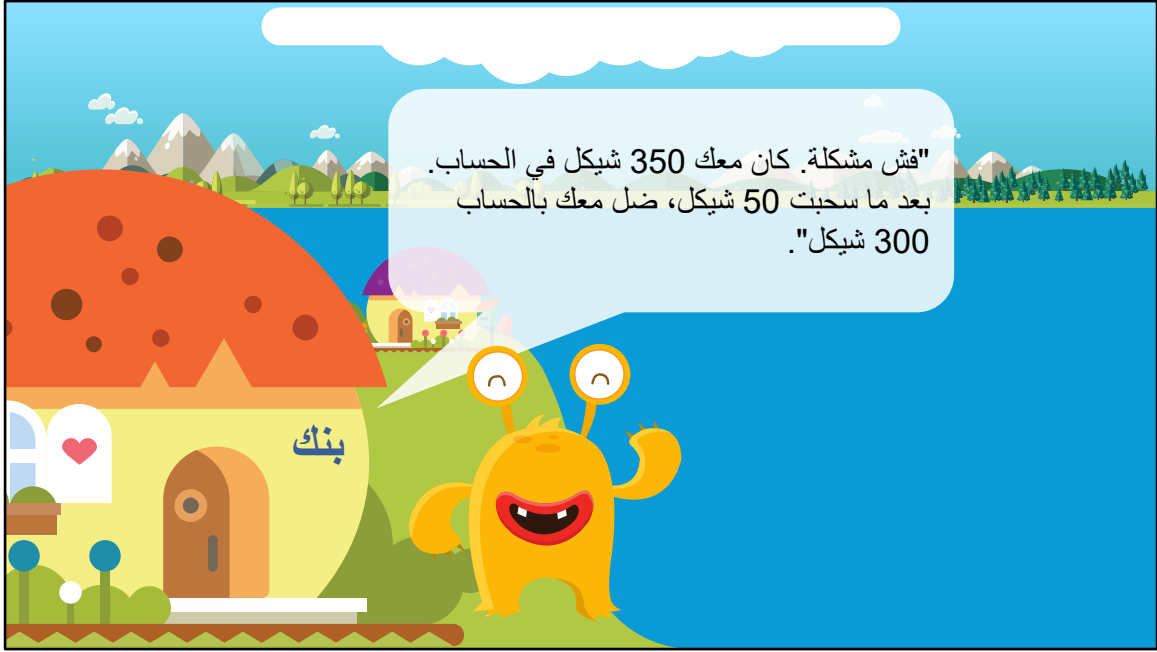 "فش مشكلة. كان معك 350 شيكل في الحساب.
بعد ما سحبت 50 شيكل، ضل معك بالحساب
300 شيكل".
بنك